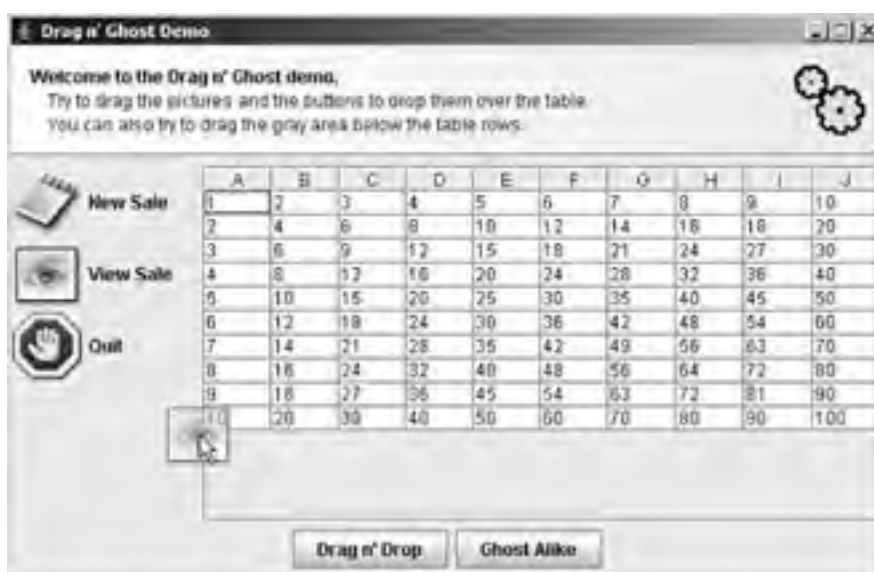 Drag n' Ghost Demo
Welcome to the Drag n' Ghost demo.
Try to drag the pictures and the buttons to drop them over the table.
You can also try to drag the gray area below the table rows.
A B C D E F G H I J
New Sale
1 2 3 4 5 6 7 8 9 10
2 4 6 8 10 12 14 16 18 20
3 6 9 12 15 18 21 24 27 30
View Sale
4 8 12 16 20 24 28 32 36 40
5 10 15 20 25 30 35 40 45 50
6 12 18 24 30 36 42 48 54 60
Quit
7 14 21 28 35 42 49 56 63 70
8 16 24 32 40 48 56 64 72 80
9 18 27 36 45 54 63 72 81 90
10 20 30 40 50 60 70 80 90 100
Drag n' Drop
Ghost Alike